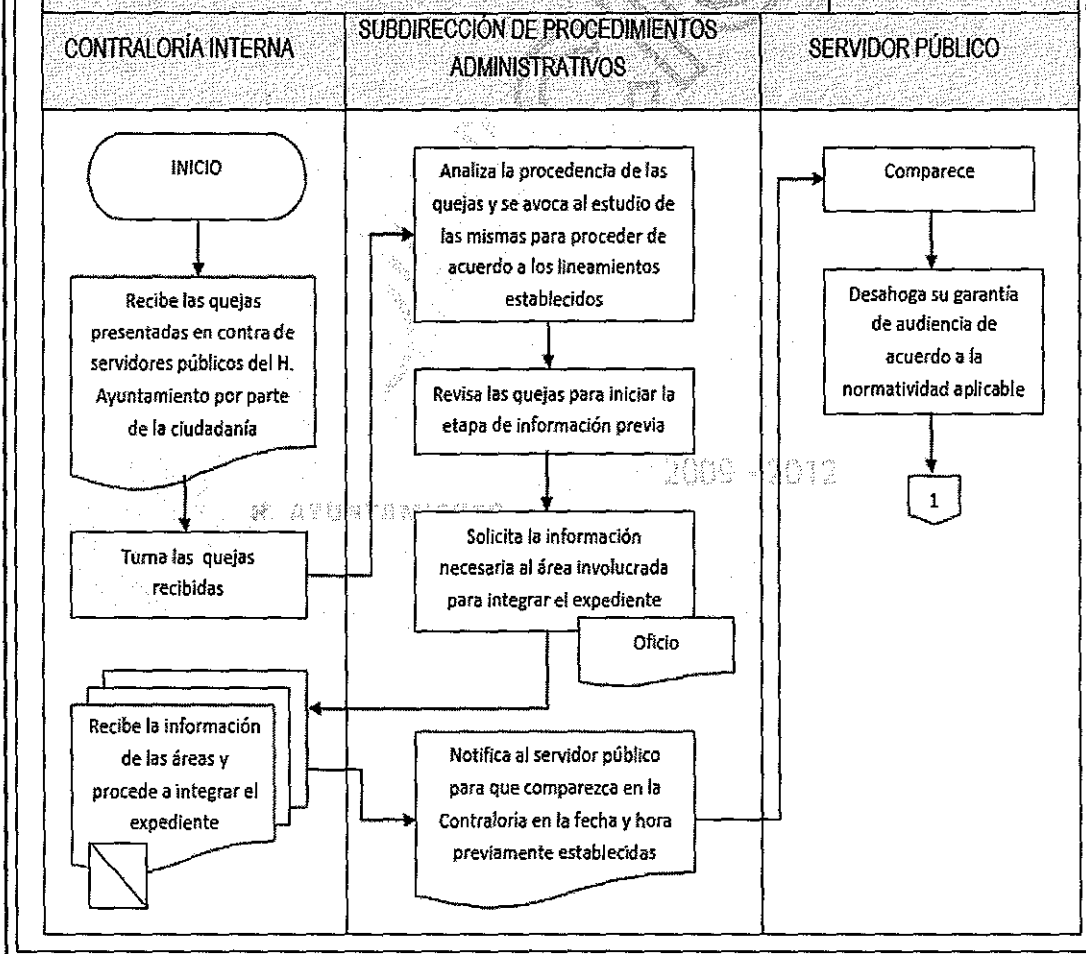 CONTRALORÍA INTERNA
SUBDIRECCIÓN DE PROCEDIMIENTOS
ADMINISTRATIVOS
SERVIDOR PÚBLICO
INICIO
Recibe las quejas
presentadas en contra de
servidores públicos del H.
Ayuntamiento por parte
de la ciudadanía
Turna las quejas
recibidas
Recibe la información
de las áreas y
procede a integrar el
expediente
Analiza la procedencia de las
quejas y se avoca al estudio de
las mismas para proceder de
acuerdo a los lineamientos
establecidos
Revisa las quejas para iniciar la
etapa de información previa
Solicita la información
necesaria al área involucrada
para integrar el expediente
Oficio
Notifica al servidor público
para que comparezca en la
Contraloria en la fecha y hora
previamente establecidas
Comparece
Desahoga su garantía
de audiencia de
acuerdo a la
normatividad aplicable
1
2009 - 2012
H. AYUNTAMIENTO